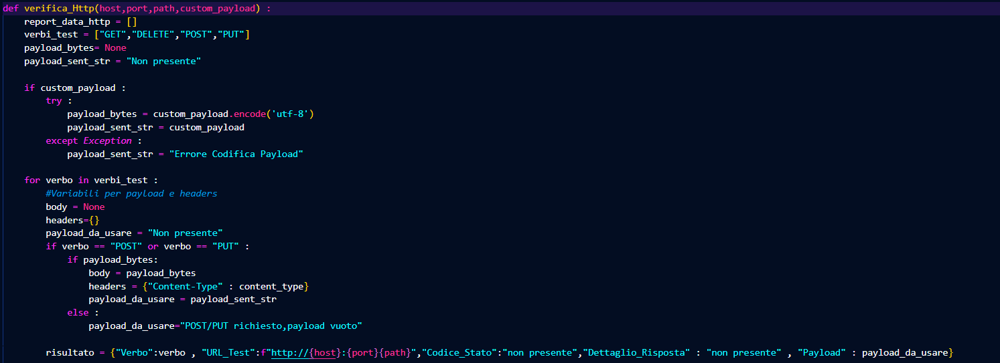 def verifica_Http(host,port,path,custom_payload) :
    report_data_http = []
    verbi_test = ["GET","DELETE","POST","PUT"]
    payload_bytes= None
    payload_sent_str = "Non presente"

    if custom_payload :
        try :
            payload_bytes = custom_payload.encode('utf-8')
            payload_sent_str = custom_payload
        except Exception :
            payload_sent_str = "Errore Codifica Payload"

    for verbo in verbi_test :
        #Variabili per payload e headers
        body = None
        headers={}
        payload_da_usare = "Non presente"
        if verbo == "POST" or verbo == "PUT" :
            if payload_bytes:
                body = payload_bytes
                headers = {"Content-Type" : content_type}
                payload_da_usare = payload_sent_str
            else :
                payload_da_usare="POST/PUT richiesto,payload vuoto"

        risultato = {"Verbo":verbo , "URL_Test":f"http://{host}:{port}{path}","Codice_Stato":"non presente","Dettaglio_Risposta" : "non presente" , "Payload" : payload_da_usare}